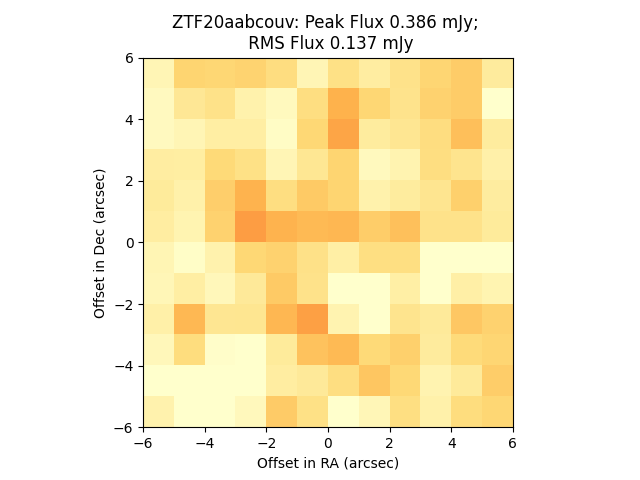 ZTF20aabcouv: Peak Flux 0.386 mJy;
RMS Flux 0.137 mJy
6
4
2
0
−2
−4
−6
Offset in Dec (arcsec)
−6 −4 −2 0 2 4 6
Offset in RA (arcsec)